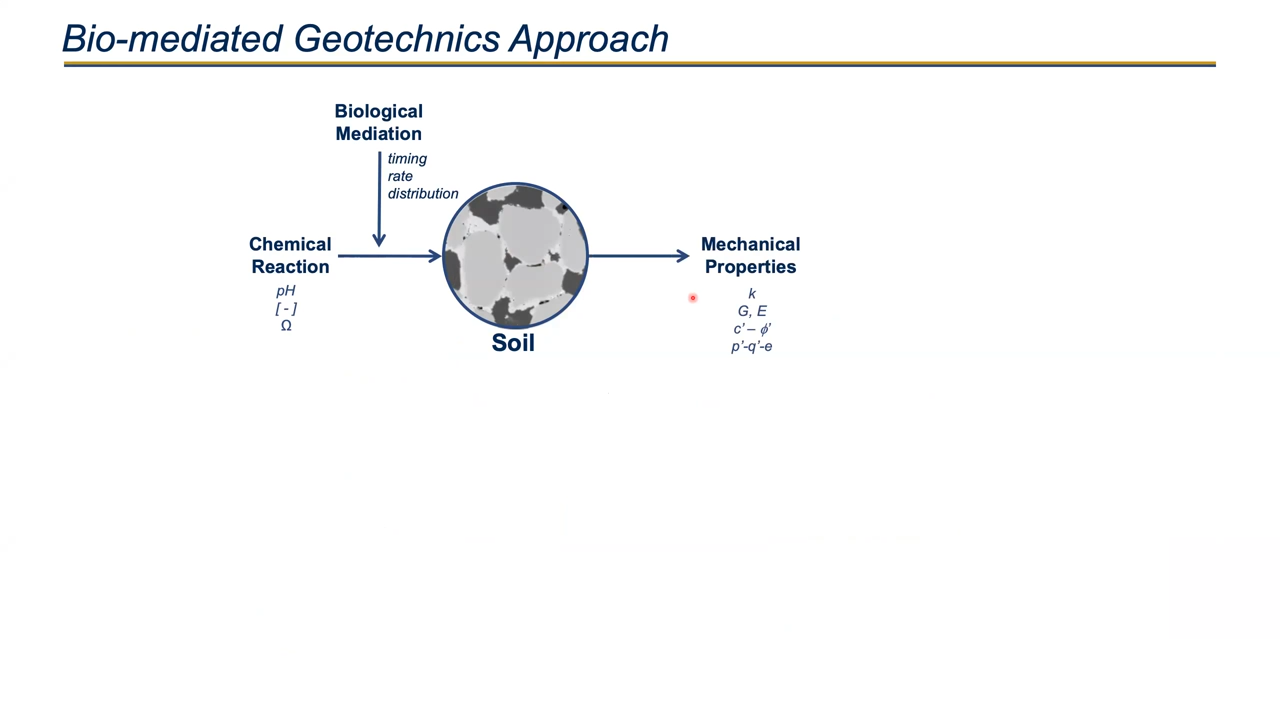 Bio-mediated Geotechnics Approach
Biological
Mediation
timing
rate
distribution
Chemical
Reaction
pH
[ - ]
Ω
Soil
Mechanical
Properties
k
G, E
c’ – ϕ’
p’-q’-e